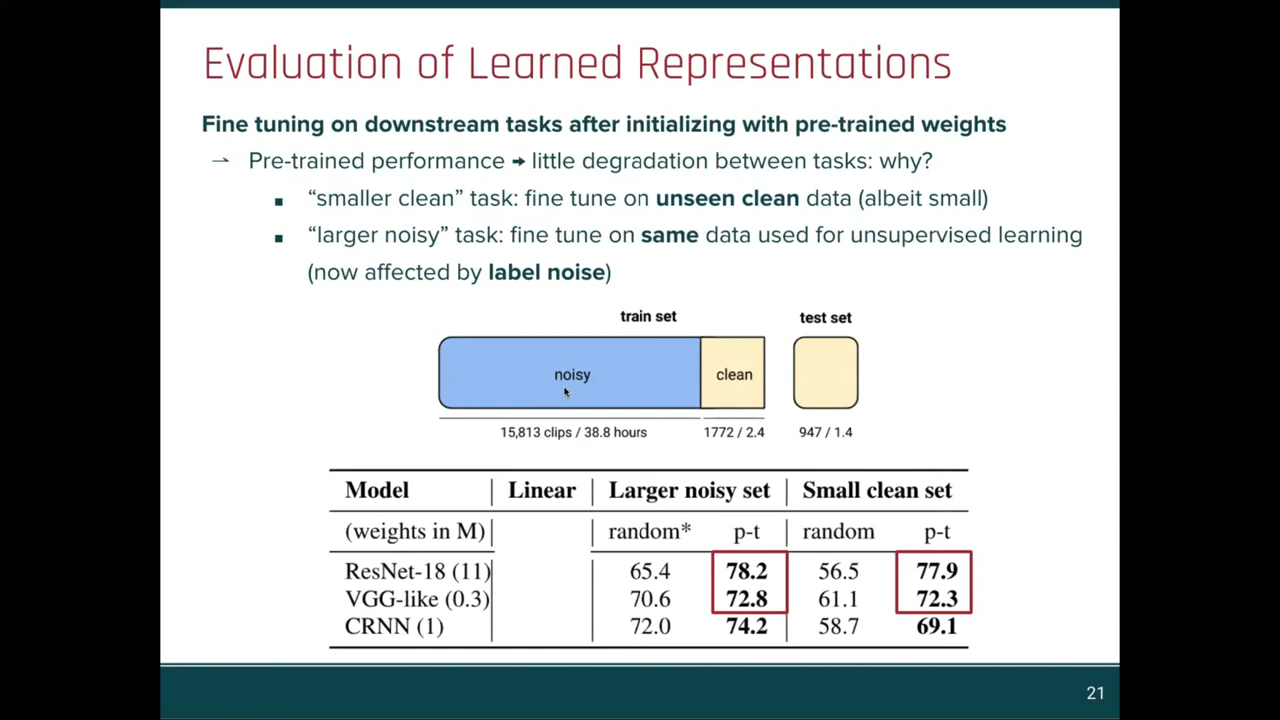 Evaluation of Learned Representations
Fine tuning on downstream tasks after initializing with pre-trained weights
→ Pre-trained performance → little degradation between tasks: why?
▪ “smaller clean” task: fine tune on unseen clean data (albeit small)
▪ “larger noisy” task: fine tune on same data used for unsupervised learning
(now affected by label noise)
train set test set
noisy clean
15,813 clips / 38.8 hours 1772 / 2.4 947 / 1.4
Model Linear Larger noisy set Small clean set
(weights in M) random* p-t random p-t
ResNet-18 (11) 65.4 78.2 56.5 77.9
VGG-like (0.3) 70.6 72.8 61.1 72.3
CRNN (1) 72.0 74.2 58.7 69.1
21